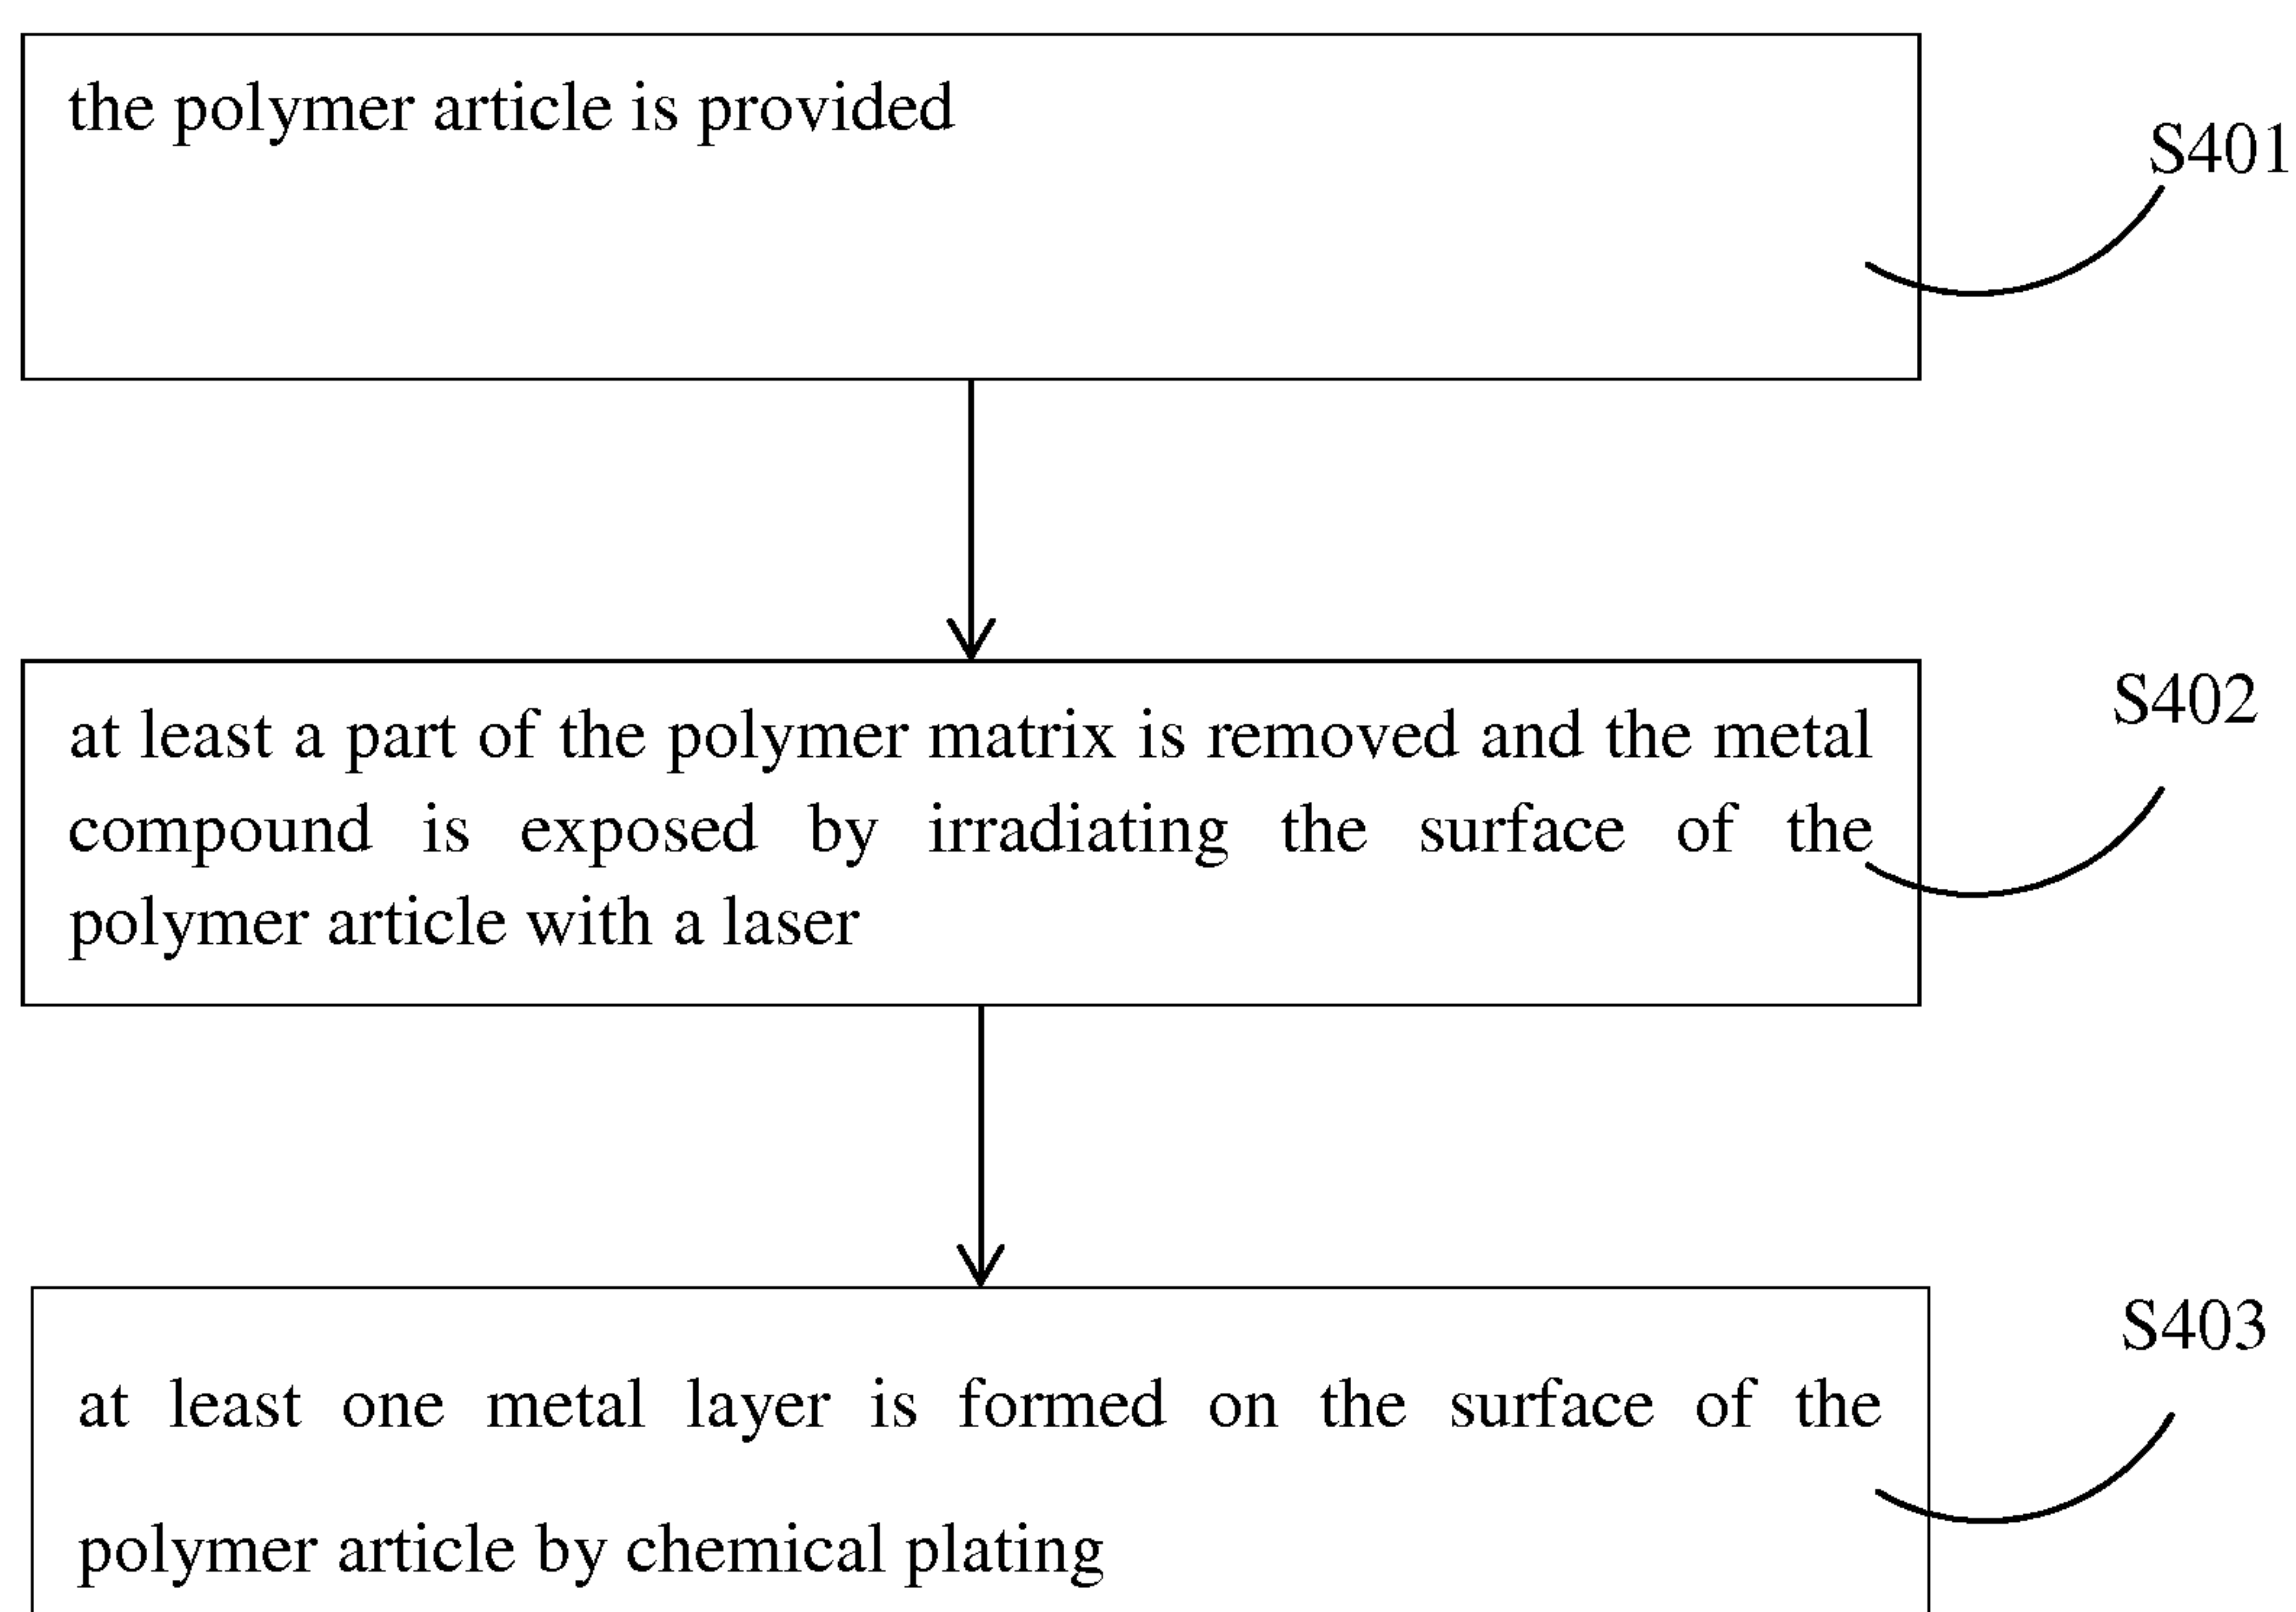 the polymer article is provided
S401
at least a part of the polymer matrix is removed and the metal
compound is exposed by irradiating the surface of the
polymer article with a laser
S402
at least one metal layer is formed on the surface of the
polymer article by chemical plating
S403